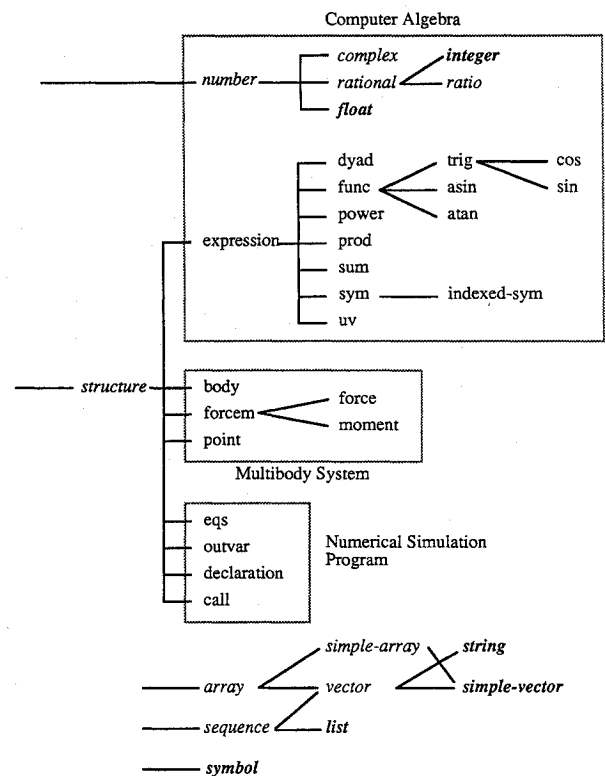 Computer Algebra
complex integer
number rational ratio
float
dyad trig cos
func asin sin
power atan
expression prod
sum
sym indexed-sym
uv
structure body
forcem force
moment
point
Multibody System
eqs
outvar Numerical Simulation
Program
declaration
call
simple-array string
array vector simple-vector
sequence list
symbol